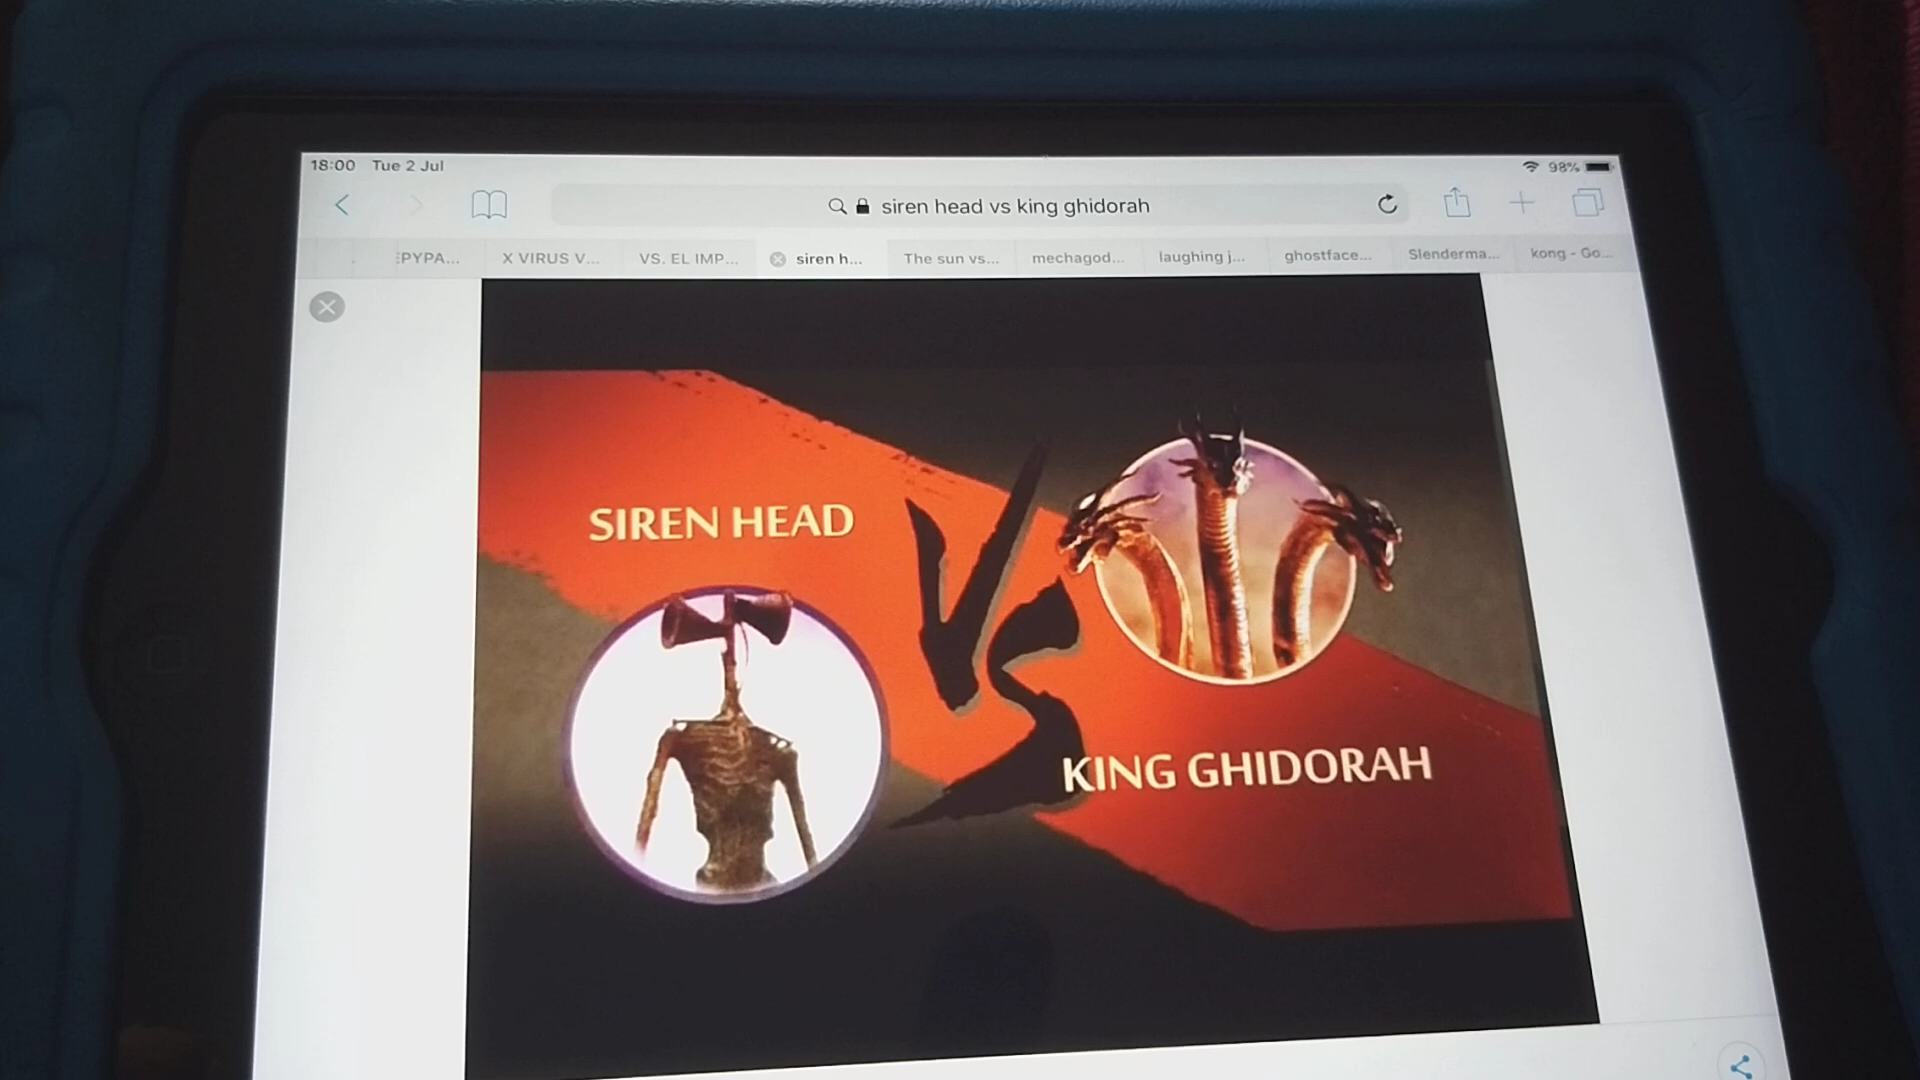 18:00 Tue 2 Jul
98%
siren head vs king ghidorah
EPYPA... X VIRUS V... VS. EL IMP... siren h... The sun vs... mechagod... laughing j... ghostface... Slenderma... kong - Go...
SIREN HEAD
VS
KING GHIDORAH